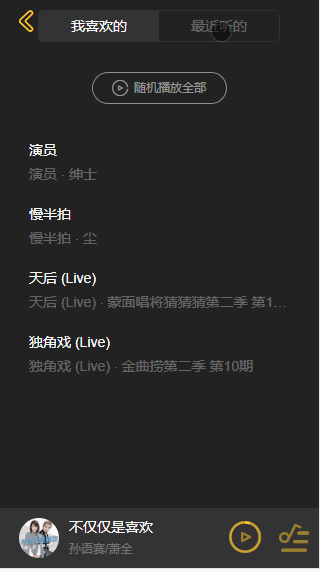 我喜欢的
最近听的
随机播放全部
演员
演员 · 绅士
慢半拍
慢半拍 · 尘
天后 (Live)
天后 (Live) · 蒙面唱将猜猜猜第二季 第1...
独角戏 (Live)
独角戏 (Live) · 金曲捞第二季 第10期
不仅仅是喜欢
孙语赛/萧全